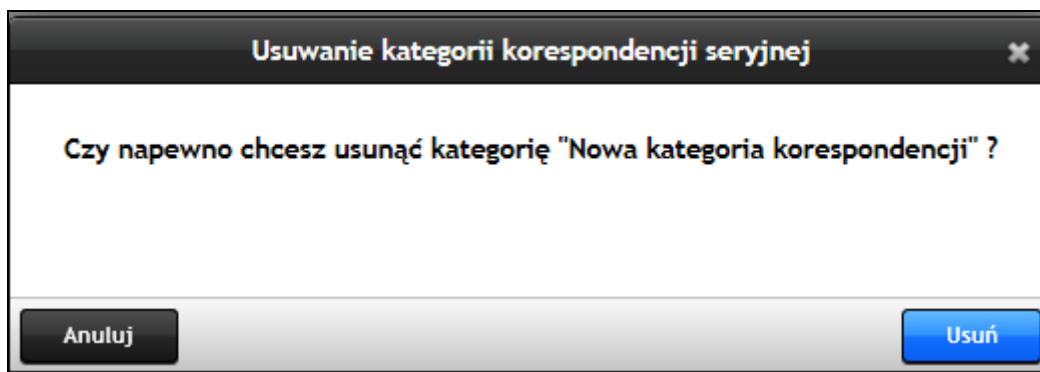 Usuwanie kategorii korespondencji seryjnej
Czy napewno chcesz usunąć kategorię "Nowa kategoria korespondencji" ?
Anuluj
Usuń